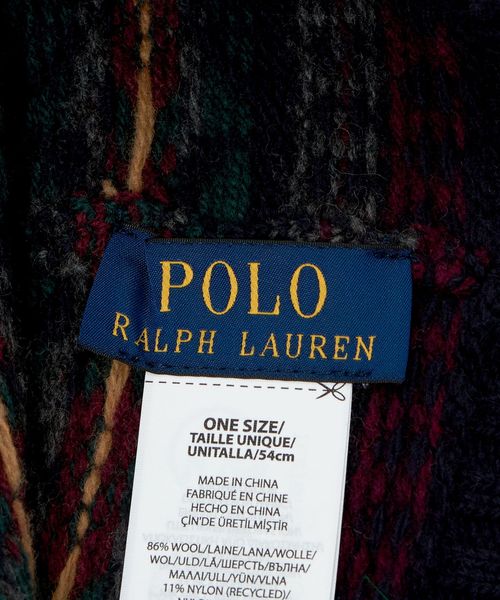 POLO
RALPH LAUREN
ONE SIZE/
TAILLE UNIQUE/
UNITALLA/54cm
MADE IN CHINA
FABRIQUÉ EN CHINE
HECHO EN CHINA
ÇİN'DE ÜRETİLMİŞTİR
86% WOOL/LAINE/LANA/WOLLE/
WOL/ULD/LÃ/ШЕРСТЬ/ВЪЛНА/
ΜΑΛΛΙ/ULL/YÜN/VLNA
11% NYLON (RECYCLED)/